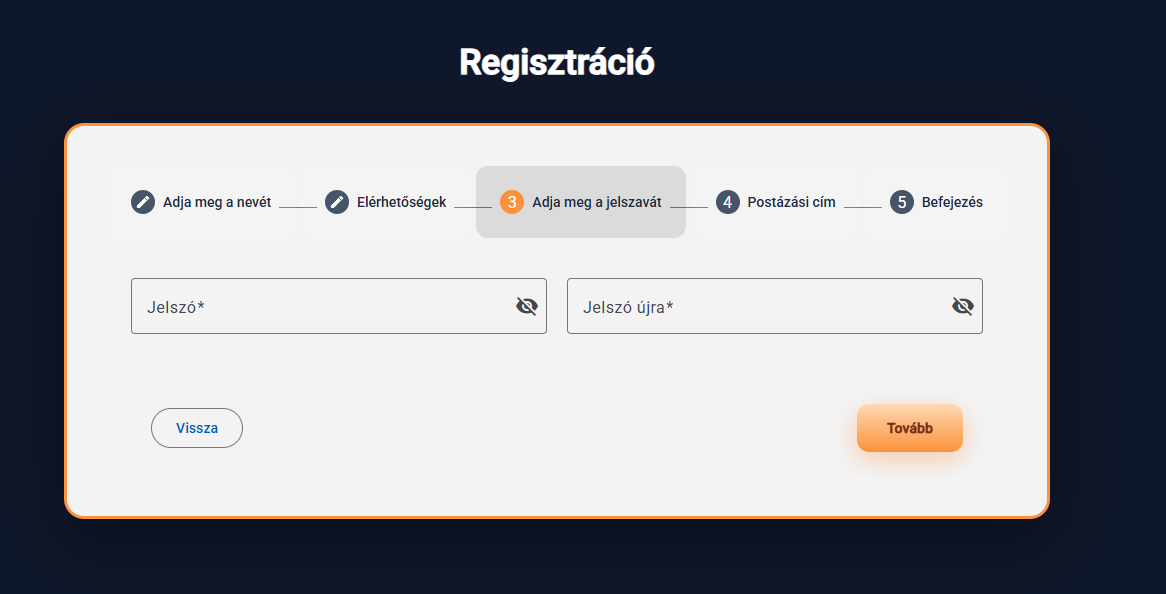 Regisztráció
Adja meg a nevét Elérhetőségek 3 Adja meg a jelszavát 4 Postázási cím 5 Befejezés
Jelszó* Jelszó újra*
Vissza Tovább